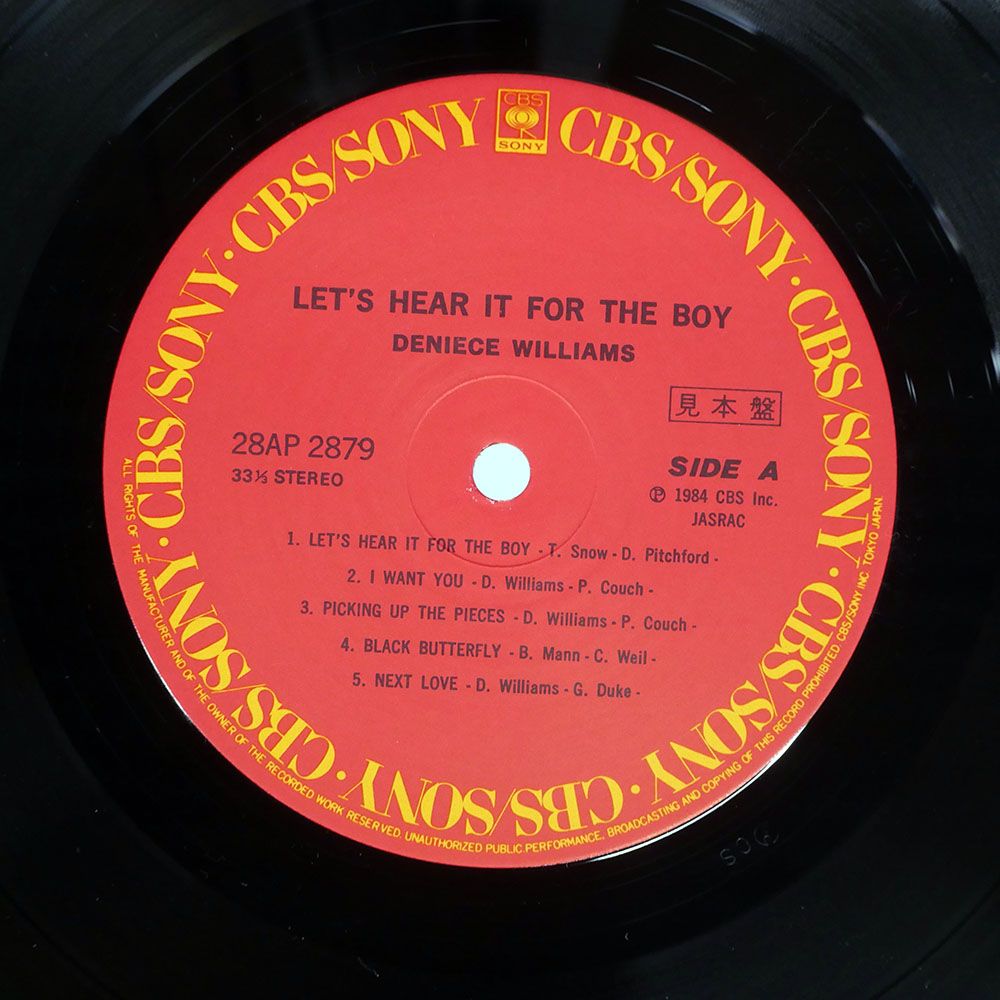 CBS
SONY
CBS/SONY · CBS/SONY · CBS/SONY · CBS/SONY · CBS/SONY · CBS/SONY · CBS/SONY · CBS/SONY
LET'S HEAR IT FOR THE BOY
DENIECE WILLIAMS
見本盤
28AP 2879
33⅓ STEREO
SIDE A
Ⓟ 1984 CBS Inc.
JASRAC
1. LET'S HEAR IT FOR THE BOY - T. Snow - D. Pitchford -
2. I WANT YOU - D. Williams - P. Couch -
3. PICKING UP THE PIECES - D. Williams - P. Couch -
4. BLACK BUTTERFLY - B. Mann - C. Weil -
5. NEXT LOVE - D. Williams - G. Duke -
ALL RIGHTS OF THE MANUFACTURER AND OF THE OWNER OF THE RECORDED WORK RESERVED. UNAUTHORIZED PUBLIC PERFORMANCE, BROADCASTING AND COPYING OF THIS RECORD PROHIBITED. CBS/SONY INC TOKYO JAPAN